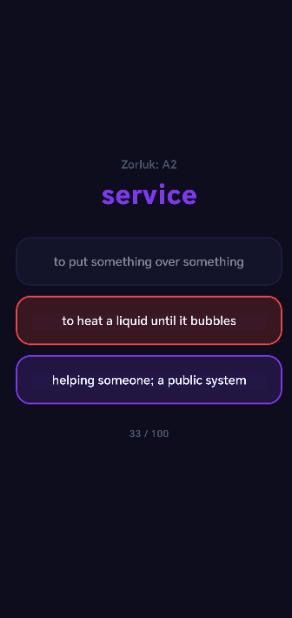 Zorluk: A2
service
to put something over something
to heat a liquid until it bubbles
helping someone; a public system
33 / 100